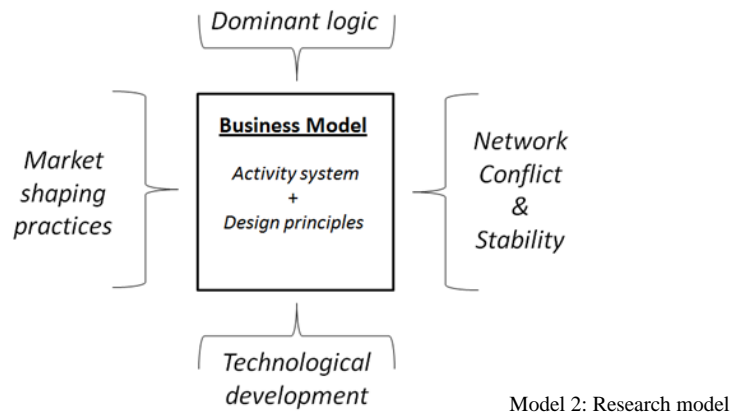 Dominant logic
Business Model
Activity system
+
Design principles
Market
shaping
practices
Network
Conflict
&
Stability
Technological
development
Model 2: Research model